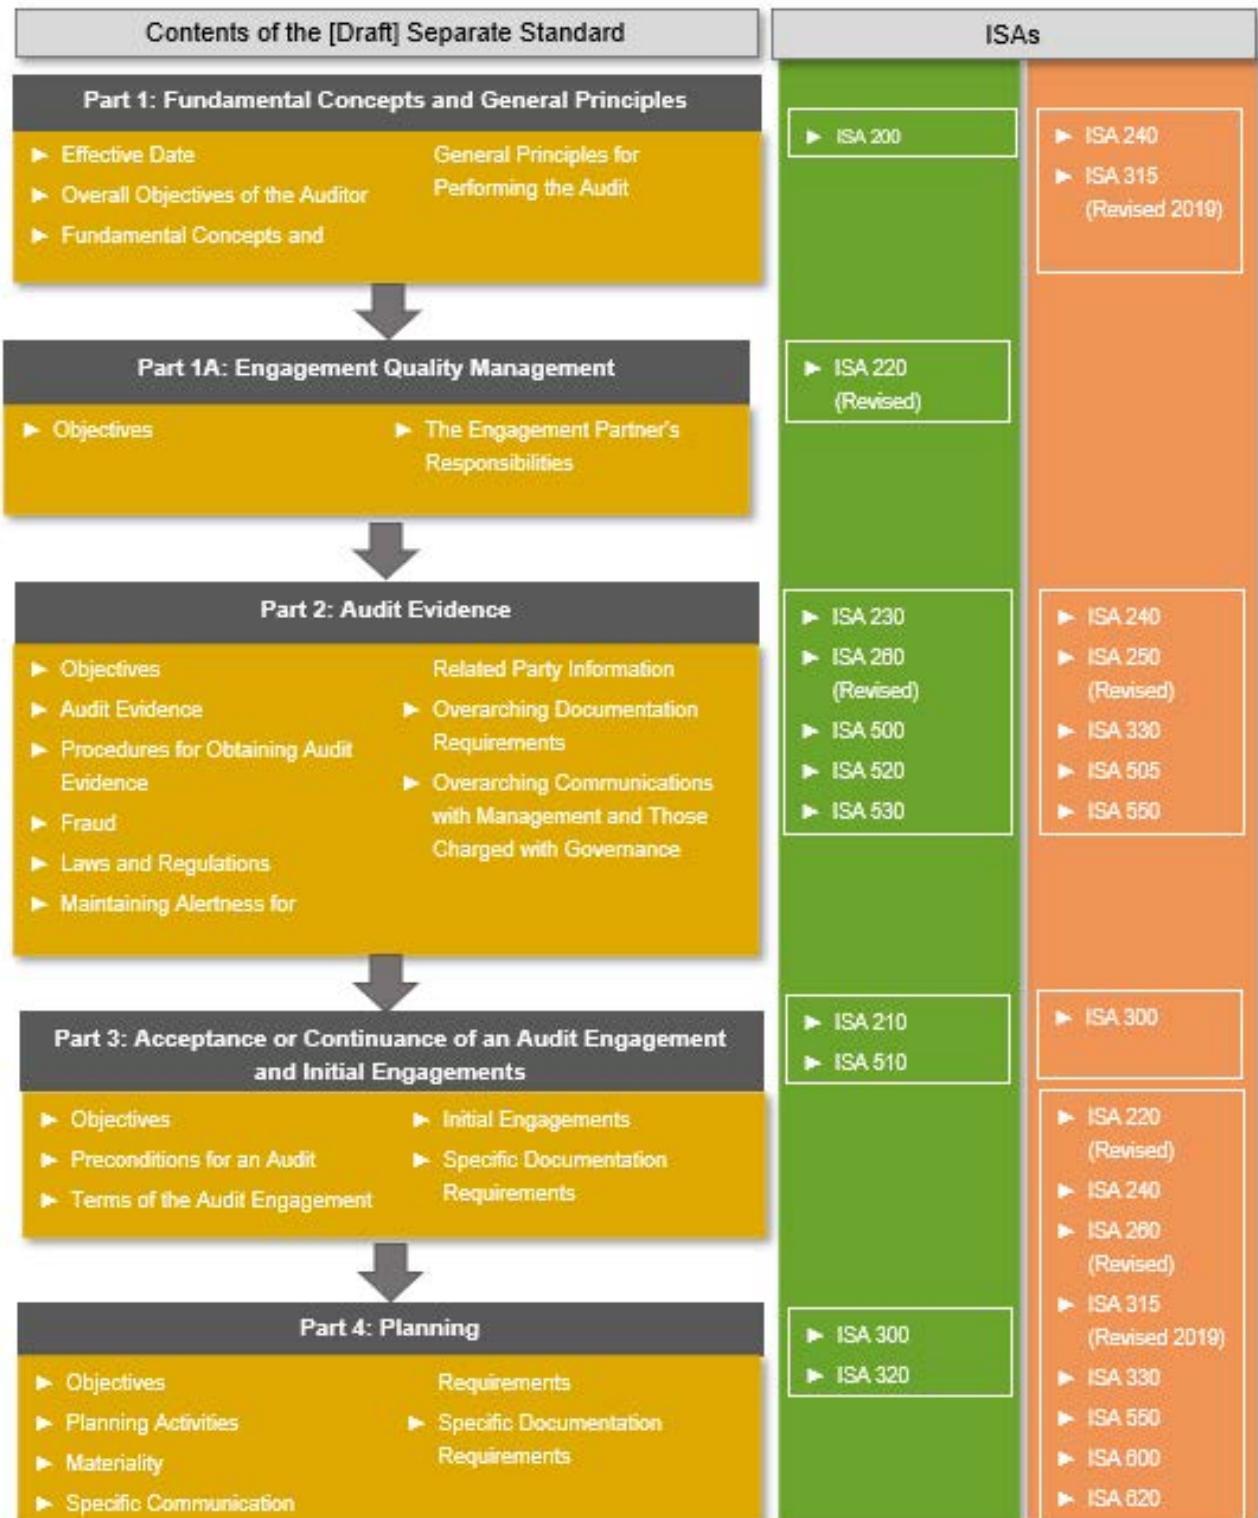 Contents of the [Draft] Separate Standard
ISAs
Part 1: Fundamental Concepts and General Principles
► Effective Date
► Overall Objectives of the Auditor
► Fundamental Concepts and
General Principles for
Performing the Audit
► ISA 200
► ISA 240
► ISA 315
(Revised 2019)
Part 1A: Engagement Quality Management
► Objectives
► The Engagement Partner's
Responsibilities
► ISA 220
(Revised)
Part 2: Audit Evidence
► Objectives
► Audit Evidence
► Procedures for Obtaining Audit
Evidence
► Fraud
► Laws and Regulations
► Maintaining Alertness for
Related Party Information
► Overarching Documentation
Requirements
► Overarching Communications
with Management and Those
Charged with Governance
► ISA 230
► ISA 260
(Revised)
► ISA 500
► ISA 520
► ISA 530
► ISA 240
► ISA 250
(Revised)
► ISA 330
► ISA 505
► ISA 550
Part 3: Acceptance or Continuance of an Audit Engagement
and Initial Engagements
► Objectives
► Preconditions for an Audit
► Terms of the Audit Engagement
► Initial Engagements
► Specific Documentation
Requirements
► ISA 210
► ISA 510
► ISA 300
Part 4: Planning
► Objectives
► Planning Activities
► Materiality
► Specific Communication
Requirements
► Specific Documentation
Requirements
► ISA 300
► ISA 320
► ISA 220
(Revised)
► ISA 240
► ISA 260
(Revised)
► ISA 315
(Revised 2019)
► ISA 330
► ISA 550
► ISA 600
► ISA 620